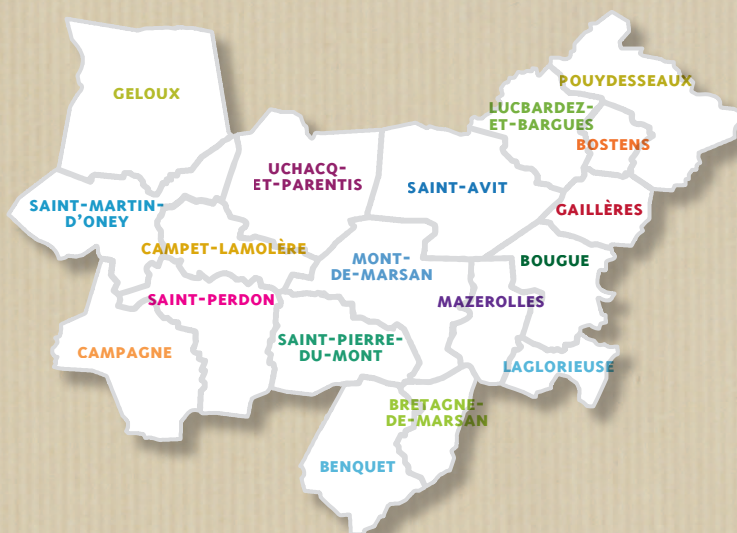 POUYDESSEAUX
GELOUX
LUCBARDEZ-
ET-BARGUES
BOSTENS
UCHACQ-
ET-PARENTIS
SAINT-AVIT
SAINT-MARTIN-
D'ONEY
GAILLÈRES
CAMPET-LAMOLÈRE
MONT-
DE-MARSAN
BOUGUE
SAINT-PERDON
MAZEROLLES
SAINT-PIERRE-
DU-MONT
CAMPAGNE
LAGLORIEUSE
BRETAGNE-
DE-MARSAN
BENQUET